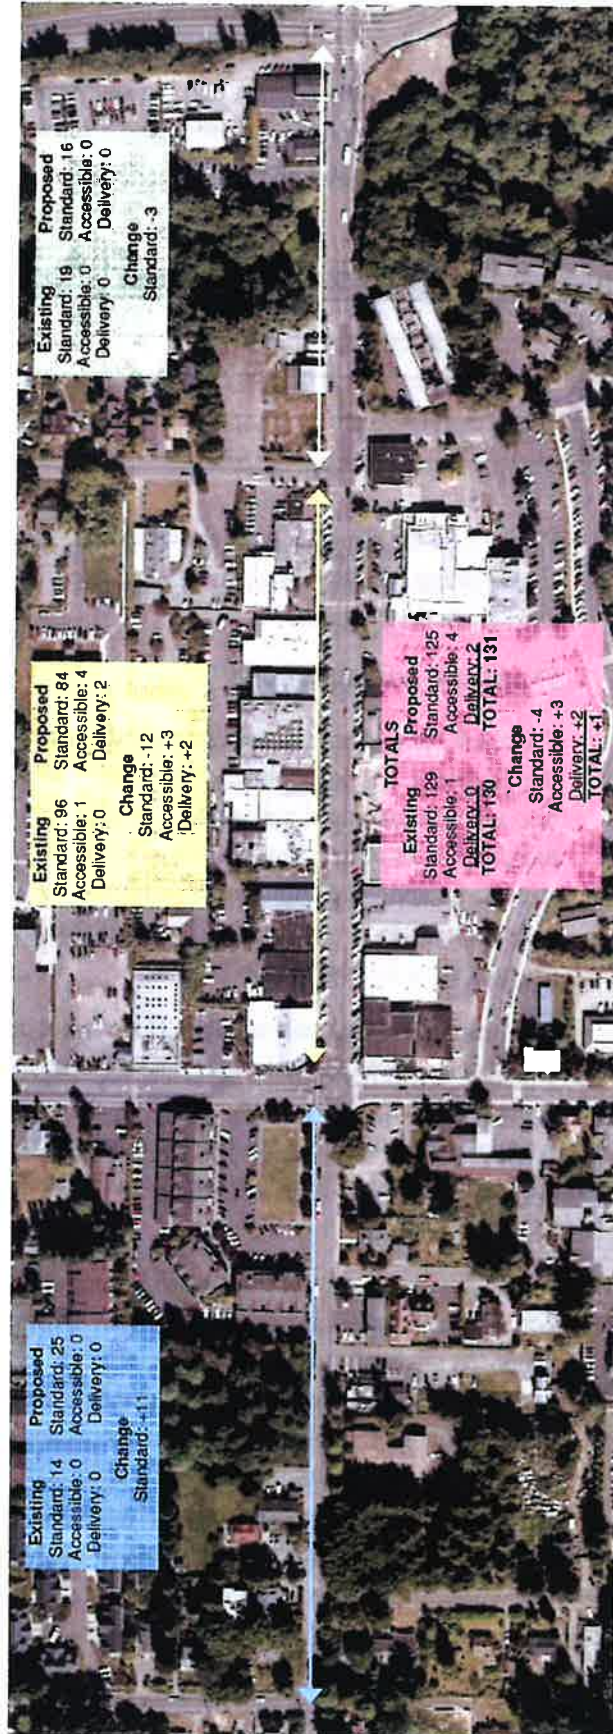 Existing Proposed
Standard: 14 Standard: 25
Accessible: 0 Accessible: 0
Delivery: 0 Delivery: 0
Change
Standard: +11
Existing Proposed
Standard: 96 Standard: 84
Accessible: 1 Accessible: 4
Delivery: 0 Delivery: 2
Change
Standard: -12
Accessible: +3
Delivery: +2
Existing Proposed
Standard: 19 Standard: 16
Accessible: 0 Accessible: 0
Delivery: 0 Delivery: 0
Change
Standard: -3
TOTALS
Existing Proposed
Standard: 129 Standard: 125
Accessible: 1 Accessible: 4
Delivery: 0 Delivery: 2
TOTAL: 130 TOTAL: 131
Change
Standard: -4
Accessible: +3
Delivery: +2
TOTAL: +1